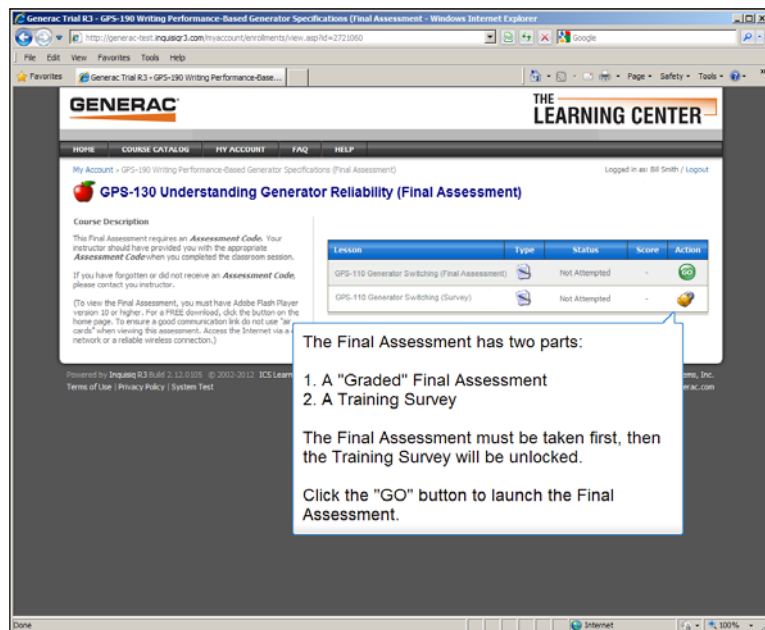 Generac Trial R3 - GPS-190 Writing Performance-Based Generator Specifications (Final Assessment - Windows Internet Explorer
http://generac-test.inquisiqr3.com/myaccount/enrolments/view.asp?id=2721060
Google
File Edit View Favorites Tools Help
Favorites Generac Trial R3 - GPS-190 Writing Performance-Base... Page Safety Tools
GENERAC
THE
LEARNING CENTER
HOME COURSE CATALOG MY ACCOUNT FAQ HELP
My Account » GPS-190 Writing Performance-Based Generator Specifications (Final Assessment) Logged in as: Bill Smith / Logout
GPS-130 Understanding Generator Reliability (Final Assessment)
Course Description
This Final Assessment requires an Assessment Code. Your
instructor should have provided you with the appropriate
Assessment Code when you completed the classroom session.
If you have forgotten or did not receive an Assessment Code,
please contact you instructor.
(To view the Final Assessment, you must have Adobe Flash Player
version 10 or higher. For a FREE download, click the button on the
home page. To ensure a good communication link do not use "air
cards" when viewing this assessment. Access the Internet via a
network or a reliable wireless connection.)
Lesson Type Status Score Action
GPS-110 Generator Switching (Final Assessment) Not Attempted - GO
GPS-110 Generator Switching (Survey) Not Attempted -
The Final Assessment has two parts:
1. A "Graded" Final Assessment
2. A Training Survey
The Final Assessment must be taken first, then
the Training Survey will be unlocked.
Click the "GO" button to launch the Final
Assessment.
Powered by Inquisiq R3 Build 2.12.0105 © 2002-2012 ICS Learn
Terms of Use | Privacy Policy | System Test
ems, Inc.
erac.com
Done Internet 100%